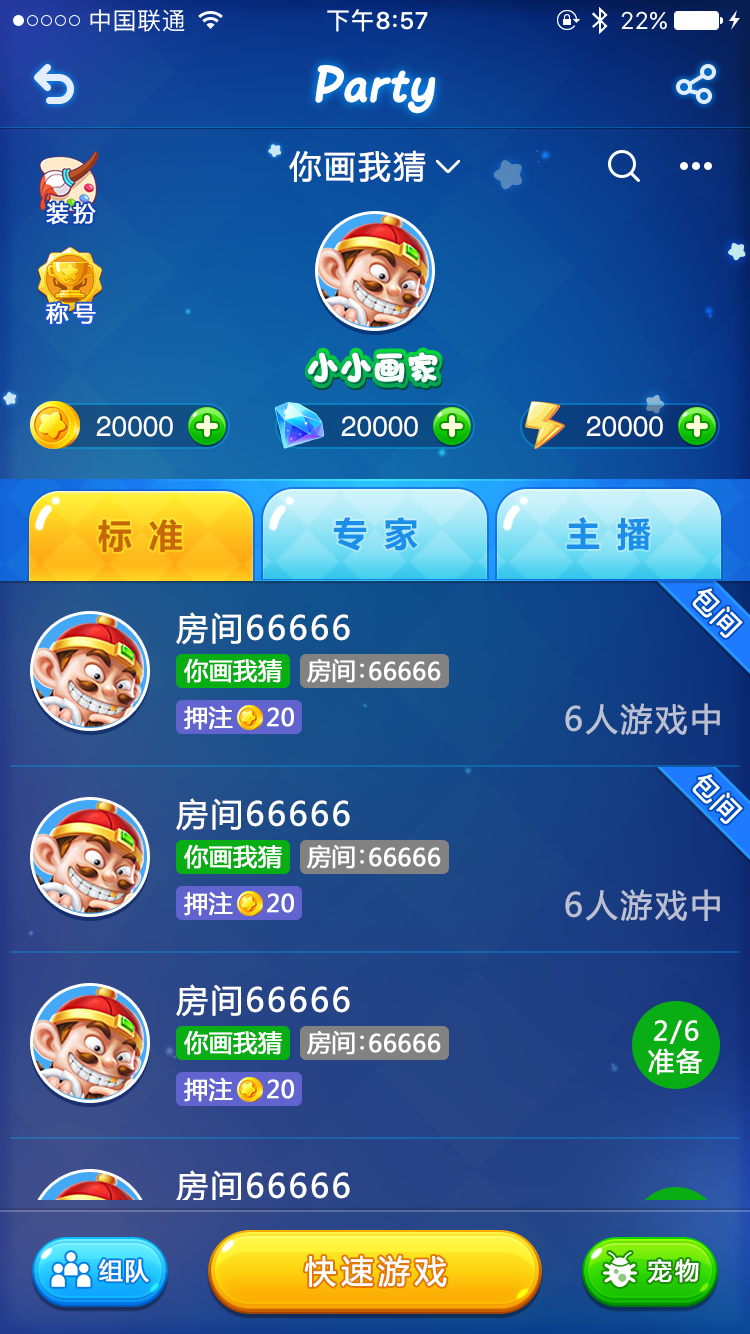 中国联通
下午8:57
22%
Party
你画我猜
装扮
称号
小小画家
20000
20000
20000
标准
专家
主播
房间66666
包间
你画我猜 房间:66666
押注 20
6人游戏中
房间66666
包间
你画我猜 房间:66666
押注 20
6人游戏中
房间66666
你画我猜 房间:66666
押注 20
2/6
准备
房间66666
组队
快速游戏
宠物